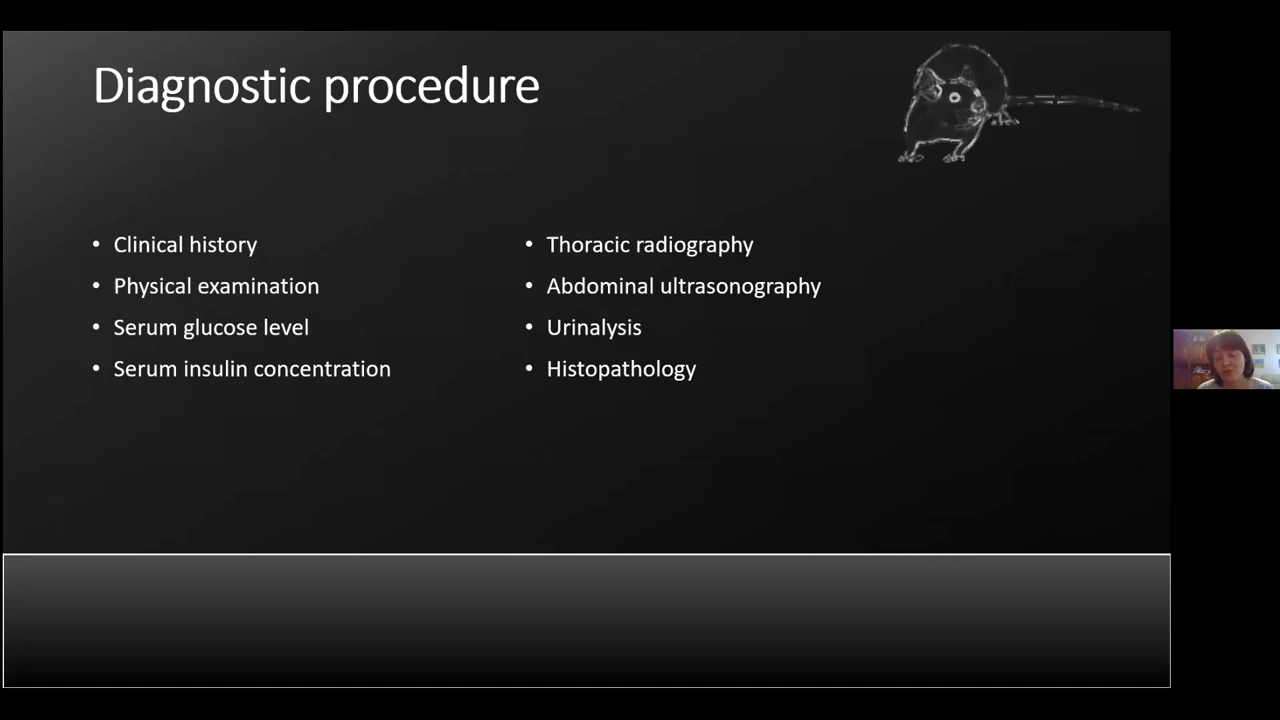 Diagnostic procedure
• Clinical history
• Physical examination
• Serum glucose level
• Serum insulin concentration
• Thoracic radiography
• Abdominal ultrasonography
• Urinalysis
• Histopathology